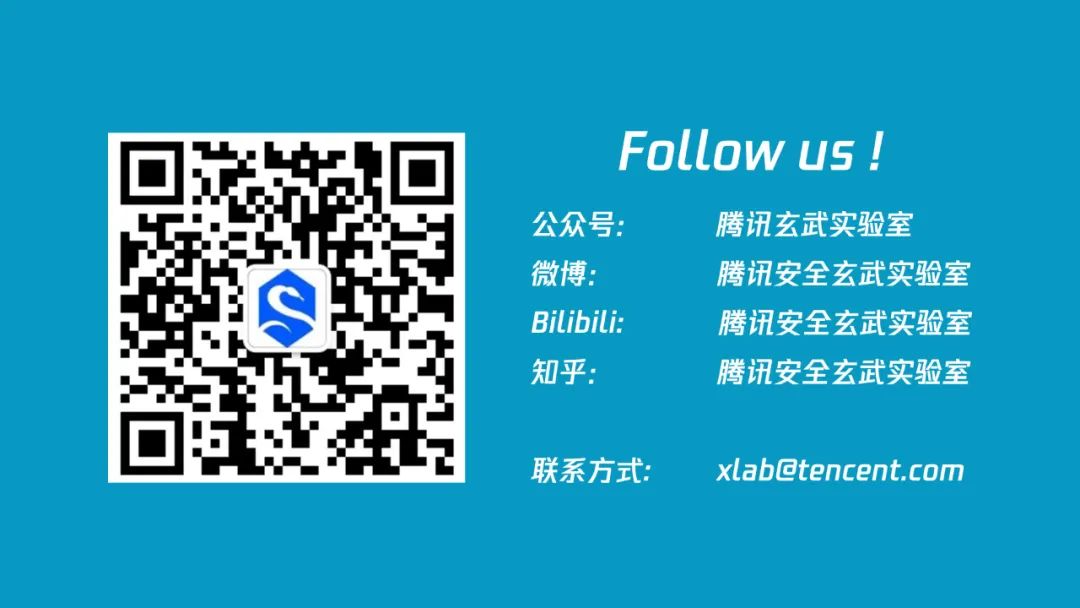 Follow us !
公众号: 腾讯玄武实验室
微博: 腾讯安全玄武实验室
Bilibili: 腾讯安全玄武实验室
知乎: 腾讯安全玄武实验室
联系方式: xlab@tencent.com